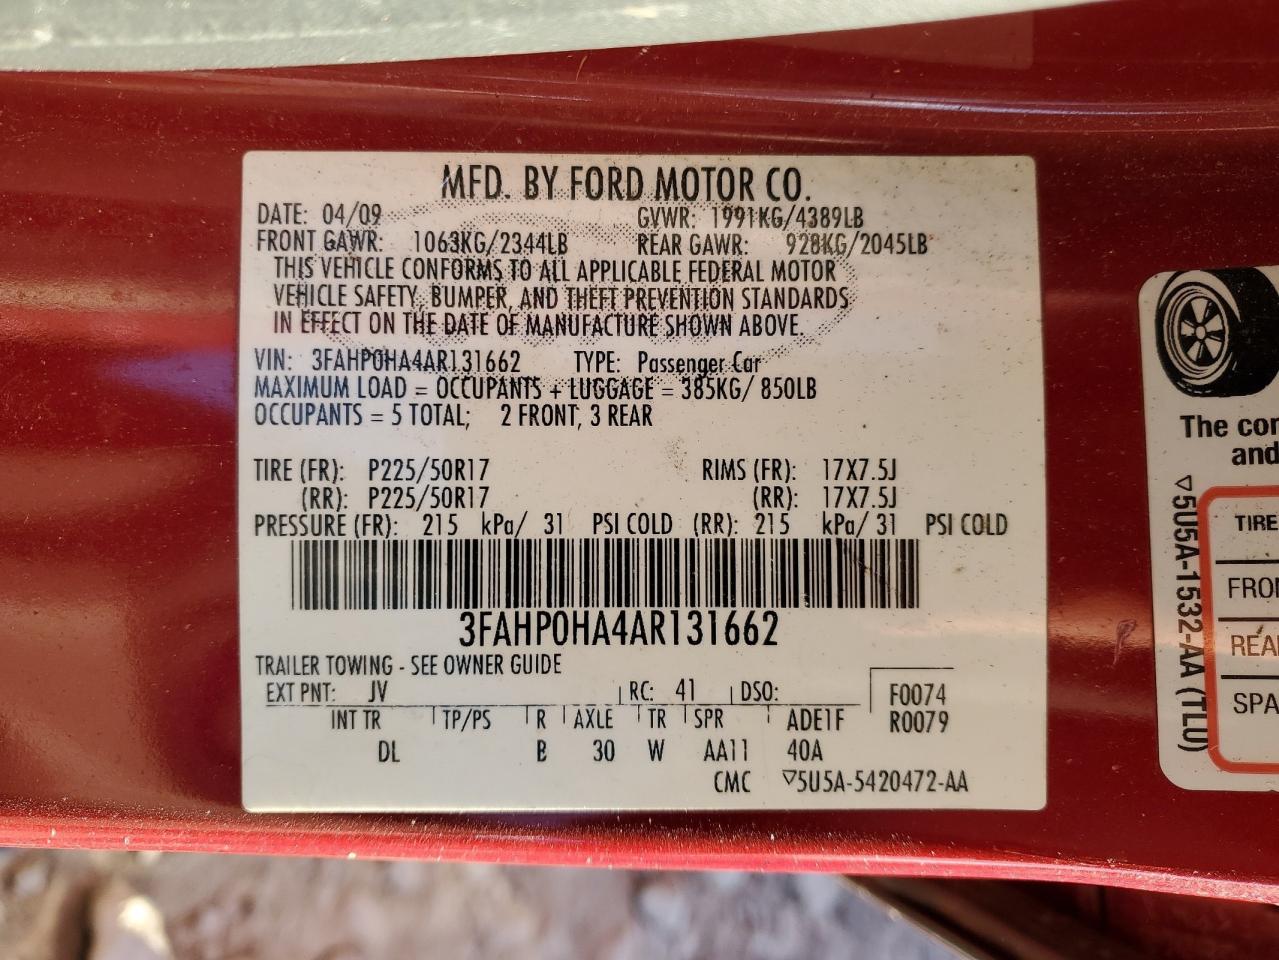 MFD. BY FORD MOTOR CO.
DATE: 04/09 GVWR: 1991KG/4389LB
FRONT GAWR: 1063KG/2344LB REAR GAWR: 928KG/2045LB
THIS VEHICLE CONFORMS TO ALL APPLICABLE FEDERAL MOTOR
VEHICLE SAFETY, BUMPER, AND THEFT PREVENTION STANDARDS
IN EFFECT ON THE DATE OF MANUFACTURE SHOWN ABOVE.
VIN: 3FAHP0HA4AR131662 TYPE: Passenger Car
MAXIMUM LOAD = OCCUPANTS + LUGGAGE = 385KG/ 850LB
OCCUPANTS = 5 TOTAL; 2 FRONT, 3 REAR
TIRE (FR): P225/50R17 RIMS (FR): 17X7.5J
(RR): P225/50R17 (RR): 17X7.5J
PRESSURE (FR): 215 kPa/ 31 PSI COLD (RR): 215 kPa/ 31 PSI COLD
3FAHP0HA4AR131662
TRAILER TOWING - SEE OWNER GUIDE
EXT PNT: JV RC: 41 DSO: F0074
INT TR TP/PS R AXLE TR SPR ADE1F R0079
DL B 30 W AA11 40A
CMC ▽5U5A-5420472-AA
The con
and
▽5U5A-1532-AA (TLU)
TIRE
FRO
REA
SPA